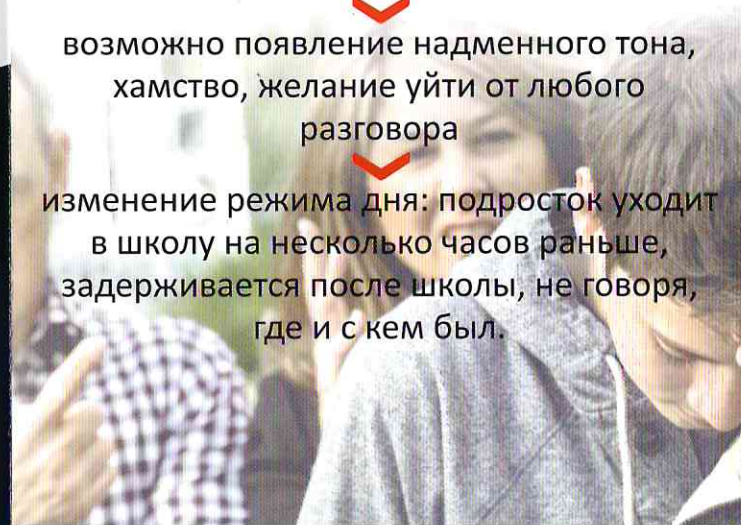 возможно появление надменного тона,
хамство, желание уйти от любого
разговора
изменение режима дня: подросток уходит
в школу на несколько часов раньше,
задерживается после школы, не говоря,
где и с кем был.